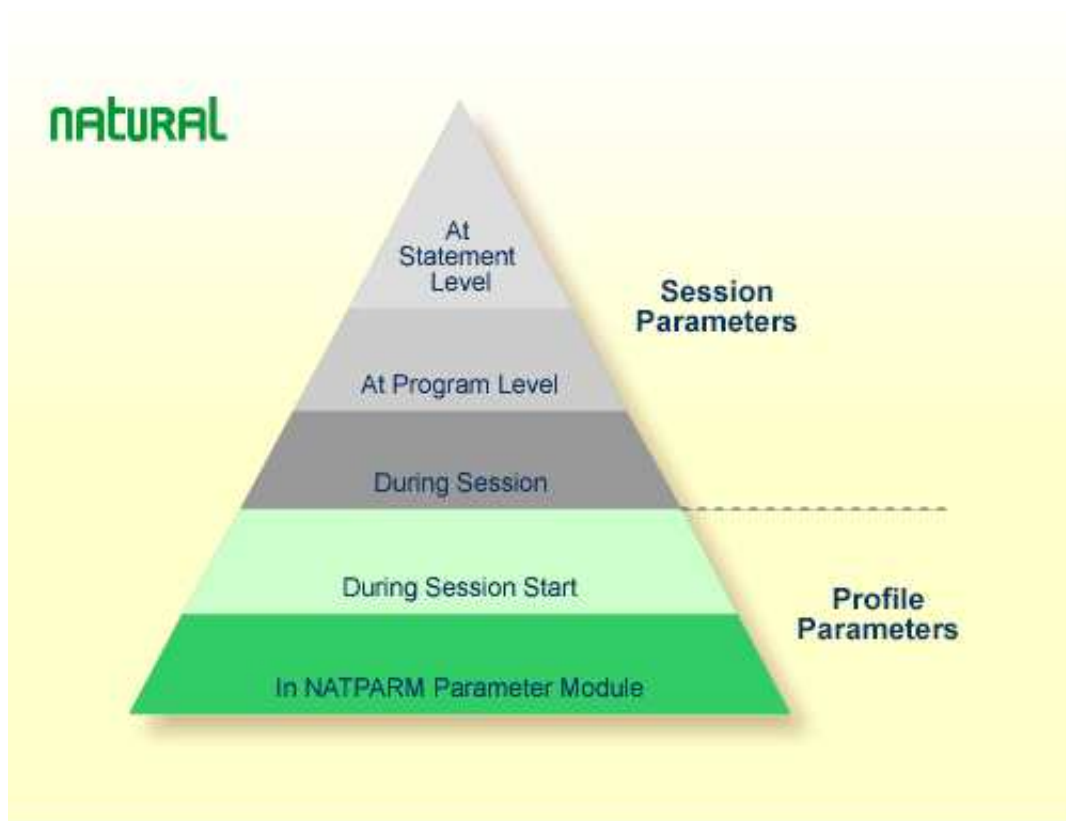 natural
At
Statement
Level
Session
Parameters
At Program Level
During Session
During Session Start
Profile
Parameters
In NATPARM Parameter Module